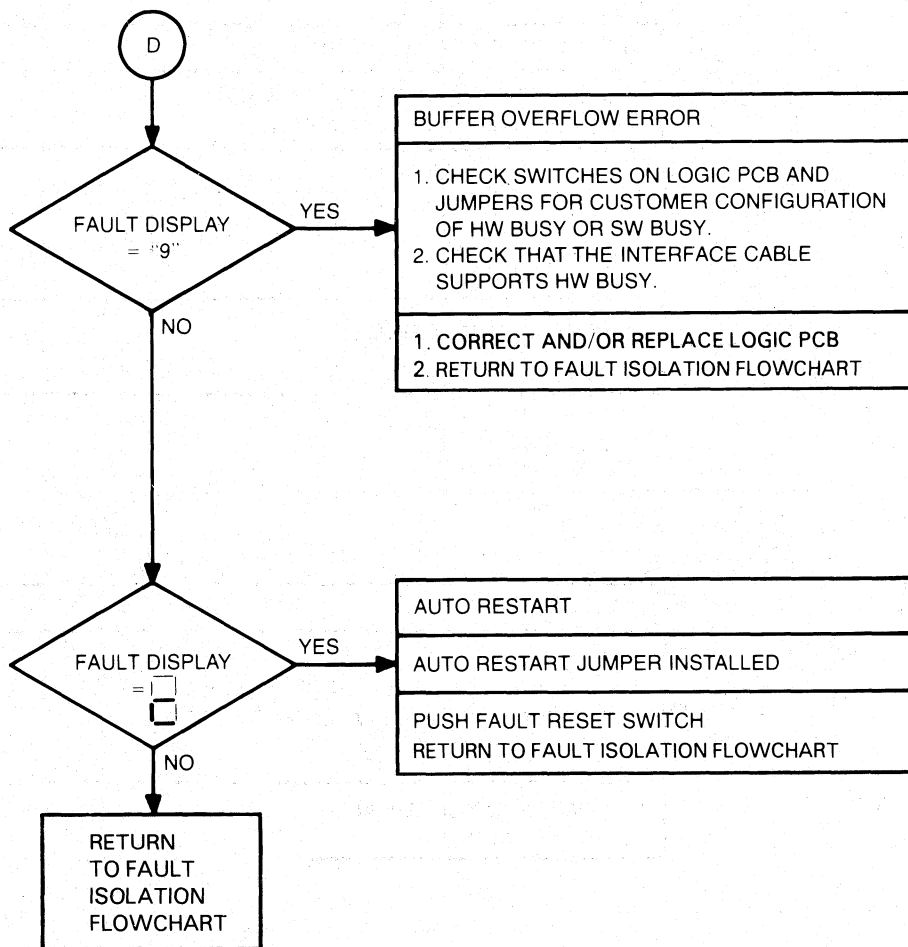 D
FAULT DISPLAY
= "9"
YES
NO
BUFFER OVERFLOW ERROR
1. CHECK SWITCHES ON LOGIC PCB AND
JUMPERS FOR CUSTOMER CONFIGURATION
OF HW BUSY OR SW BUSY.
2. CHECK THAT THE INTERFACE CABLE
SUPPORTS HW BUSY.
1. CORRECT AND/OR REPLACE LOGIC PCB
2. RETURN TO FAULT ISOLATION FLOWCHART
FAULT DISPLAY
=
YES
NO
AUTO RESTART
AUTO RESTART JUMPER INSTALLED
PUSH FAULT RESET SWITCH
RETURN TO FAULT ISOLATION FLOWCHART
RETURN
TO FAULT
ISOLATION
FLOWCHART